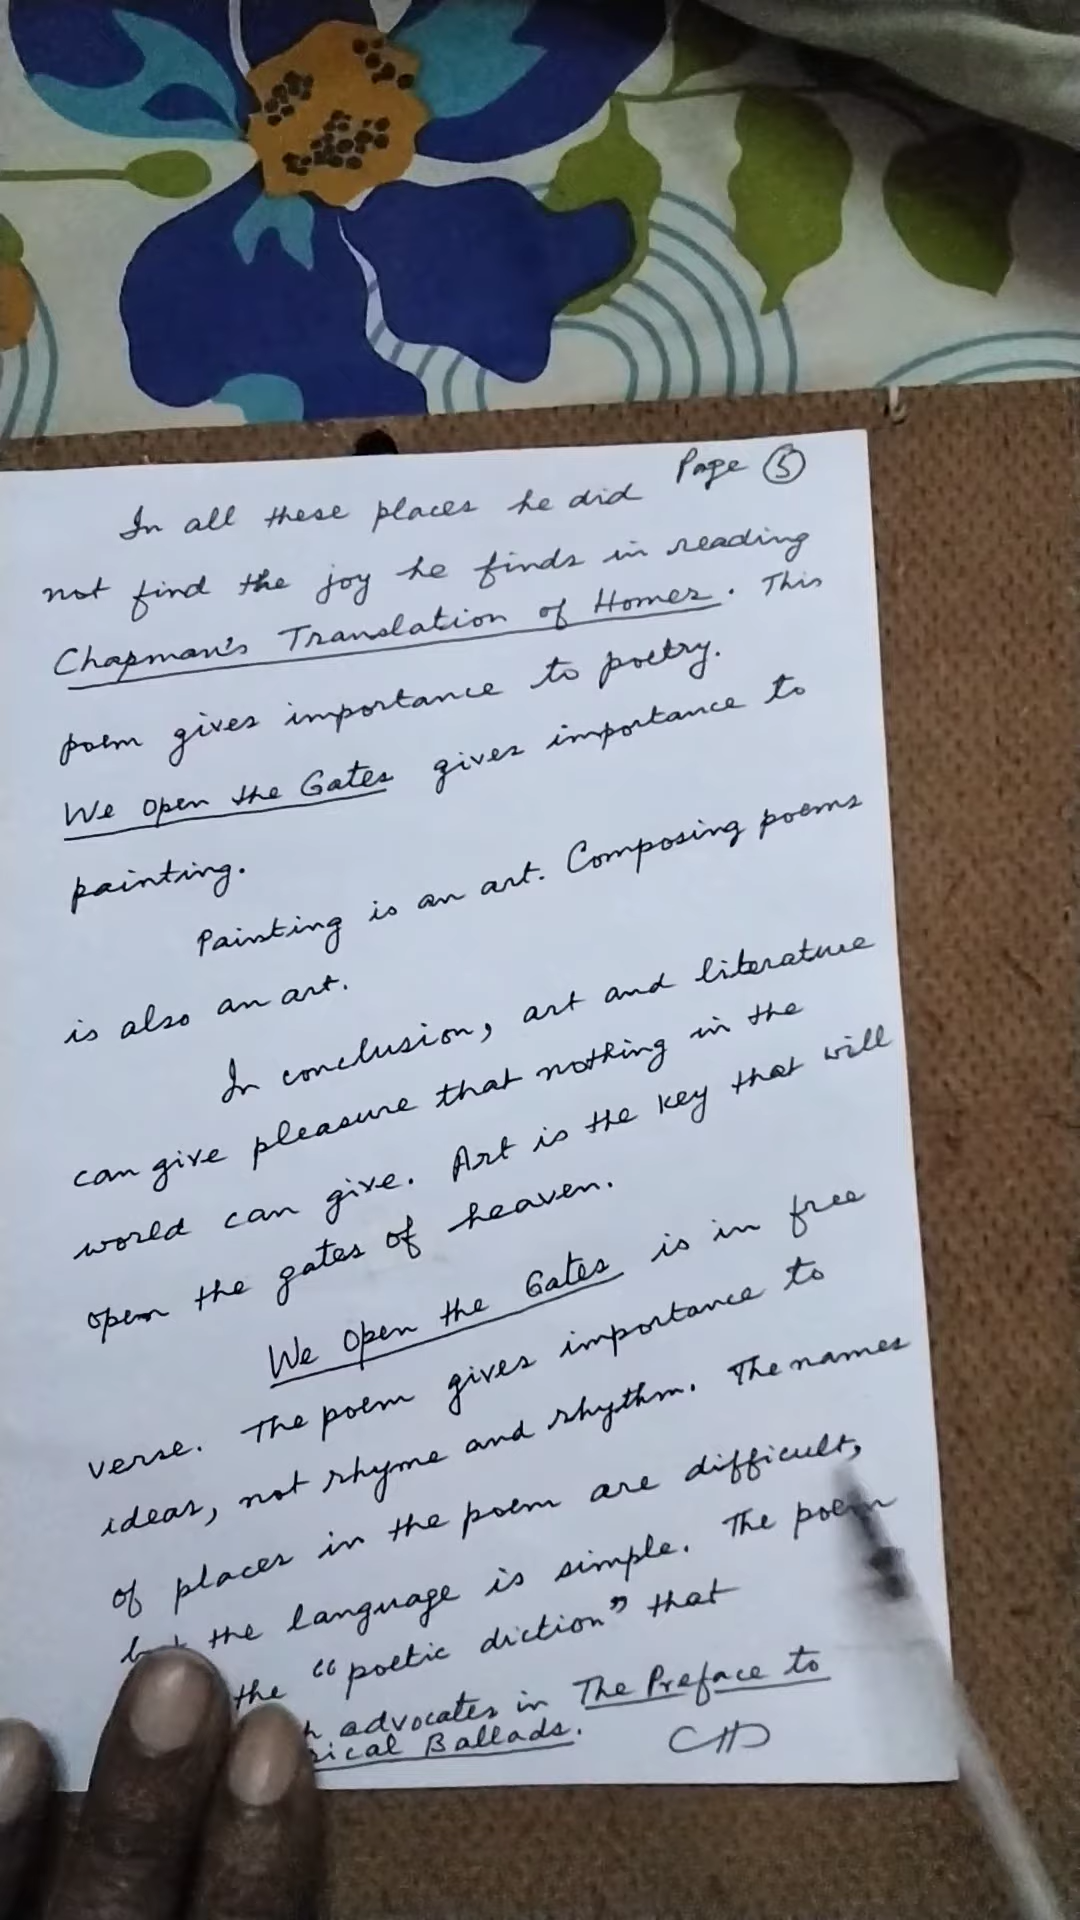 Page 5
In all these places he did
not find the joy he finds in reading
Chapman's Translation of Homer. This
poem gives importance to poetry.
We Open the Gates gives importance to
painting.
Painting is an art. Composing poems
is also an art.
In conclusion, art and literature
can give pleasure that nothing in the
world can give. Art is the key that will
open the gates of heaven.
We Open the Gates is in free
verse. The poem gives importance to
ideas, not rhyme and rhythm. The names
of places in the poem are difficult,
the language is simple. The poem
the "poetic diction" that
advocates in The Preface to
Ballads.